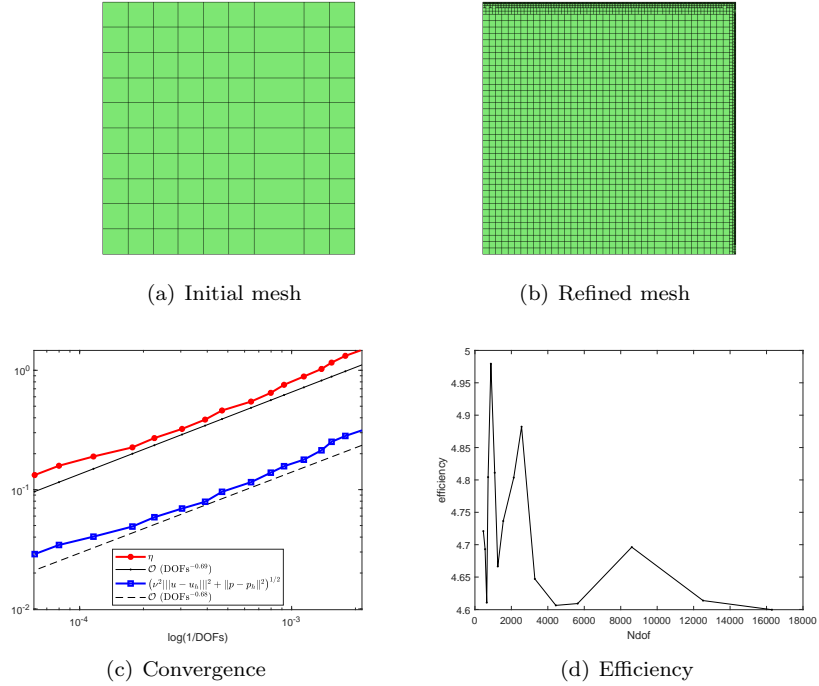 (a) Initial mesh
(b) Refined mesh
10^0
10^-1
10^-2
10^-4
10^-3
log(1/DOFs)
η
𝒪 (DOFs^-0.69)
(ν²|||u − u_h|||² + ‖p − p_h‖²)^1/2
𝒪 (DOFs^-0.68)
5
4.95
4.9
4.85
4.8
4.75
4.7
4.65
4.6
efficiency
0 2000 4000 6000 8000 10000 12000 14000 16000 18000
Ndof
(c) Convergence
(d) Efficiency